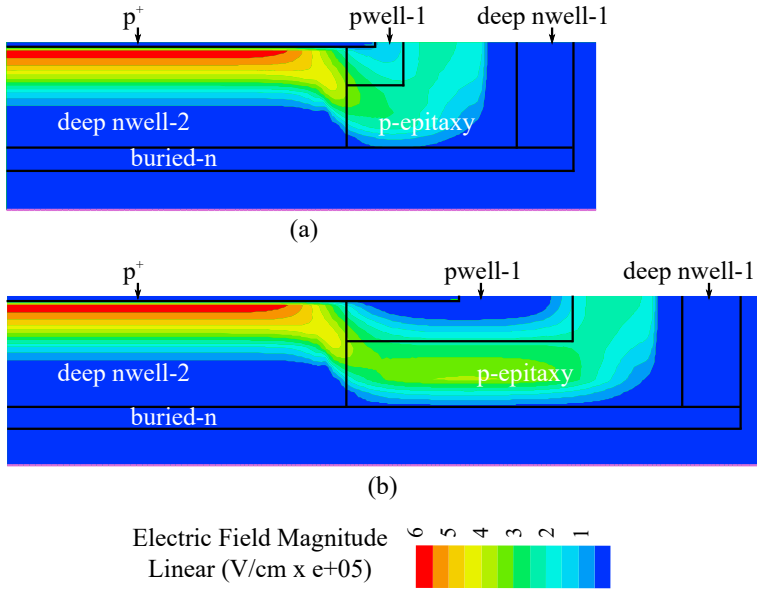 p⁺ pwell-1 deep nwell-1
deep nwell-2 p-epitaxy
buried-n
(a)
p⁺ pwell-1 deep nwell-1
deep nwell-2 p-epitaxy
buried-n
(b)
Electric Field Magnitude
Linear (V/cm x e+05)
6 5 4 3 2 1